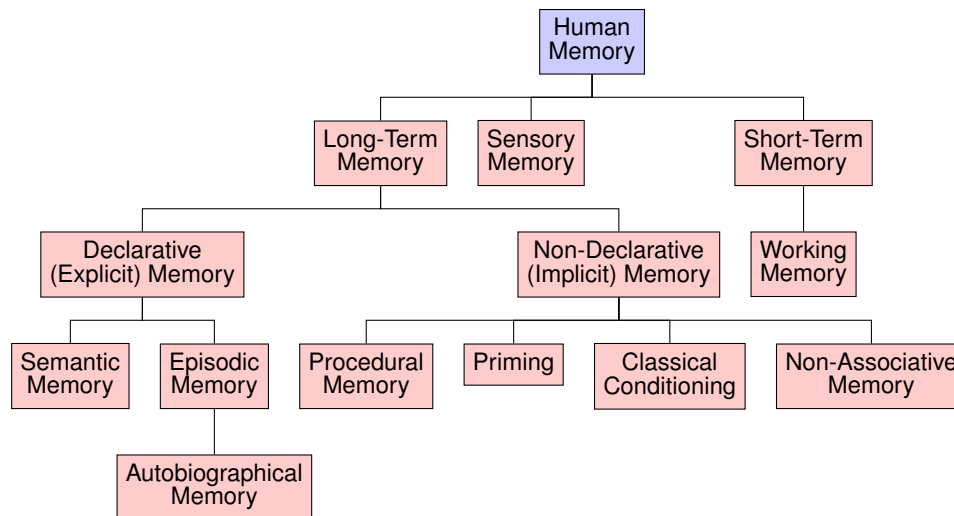 Human
Memory
Long-Term
Memory
Sensory
Memory
Short-Term
Memory
Declarative
(Explicit) Memory
Non-Declarative
(Implicit) Memory
Working
Memory
Semantic
Memory
Episodic
Memory
Procedural
Memory
Priming
Classical
Conditioning
Non-Associative
Memory
Autobiographical
Memory